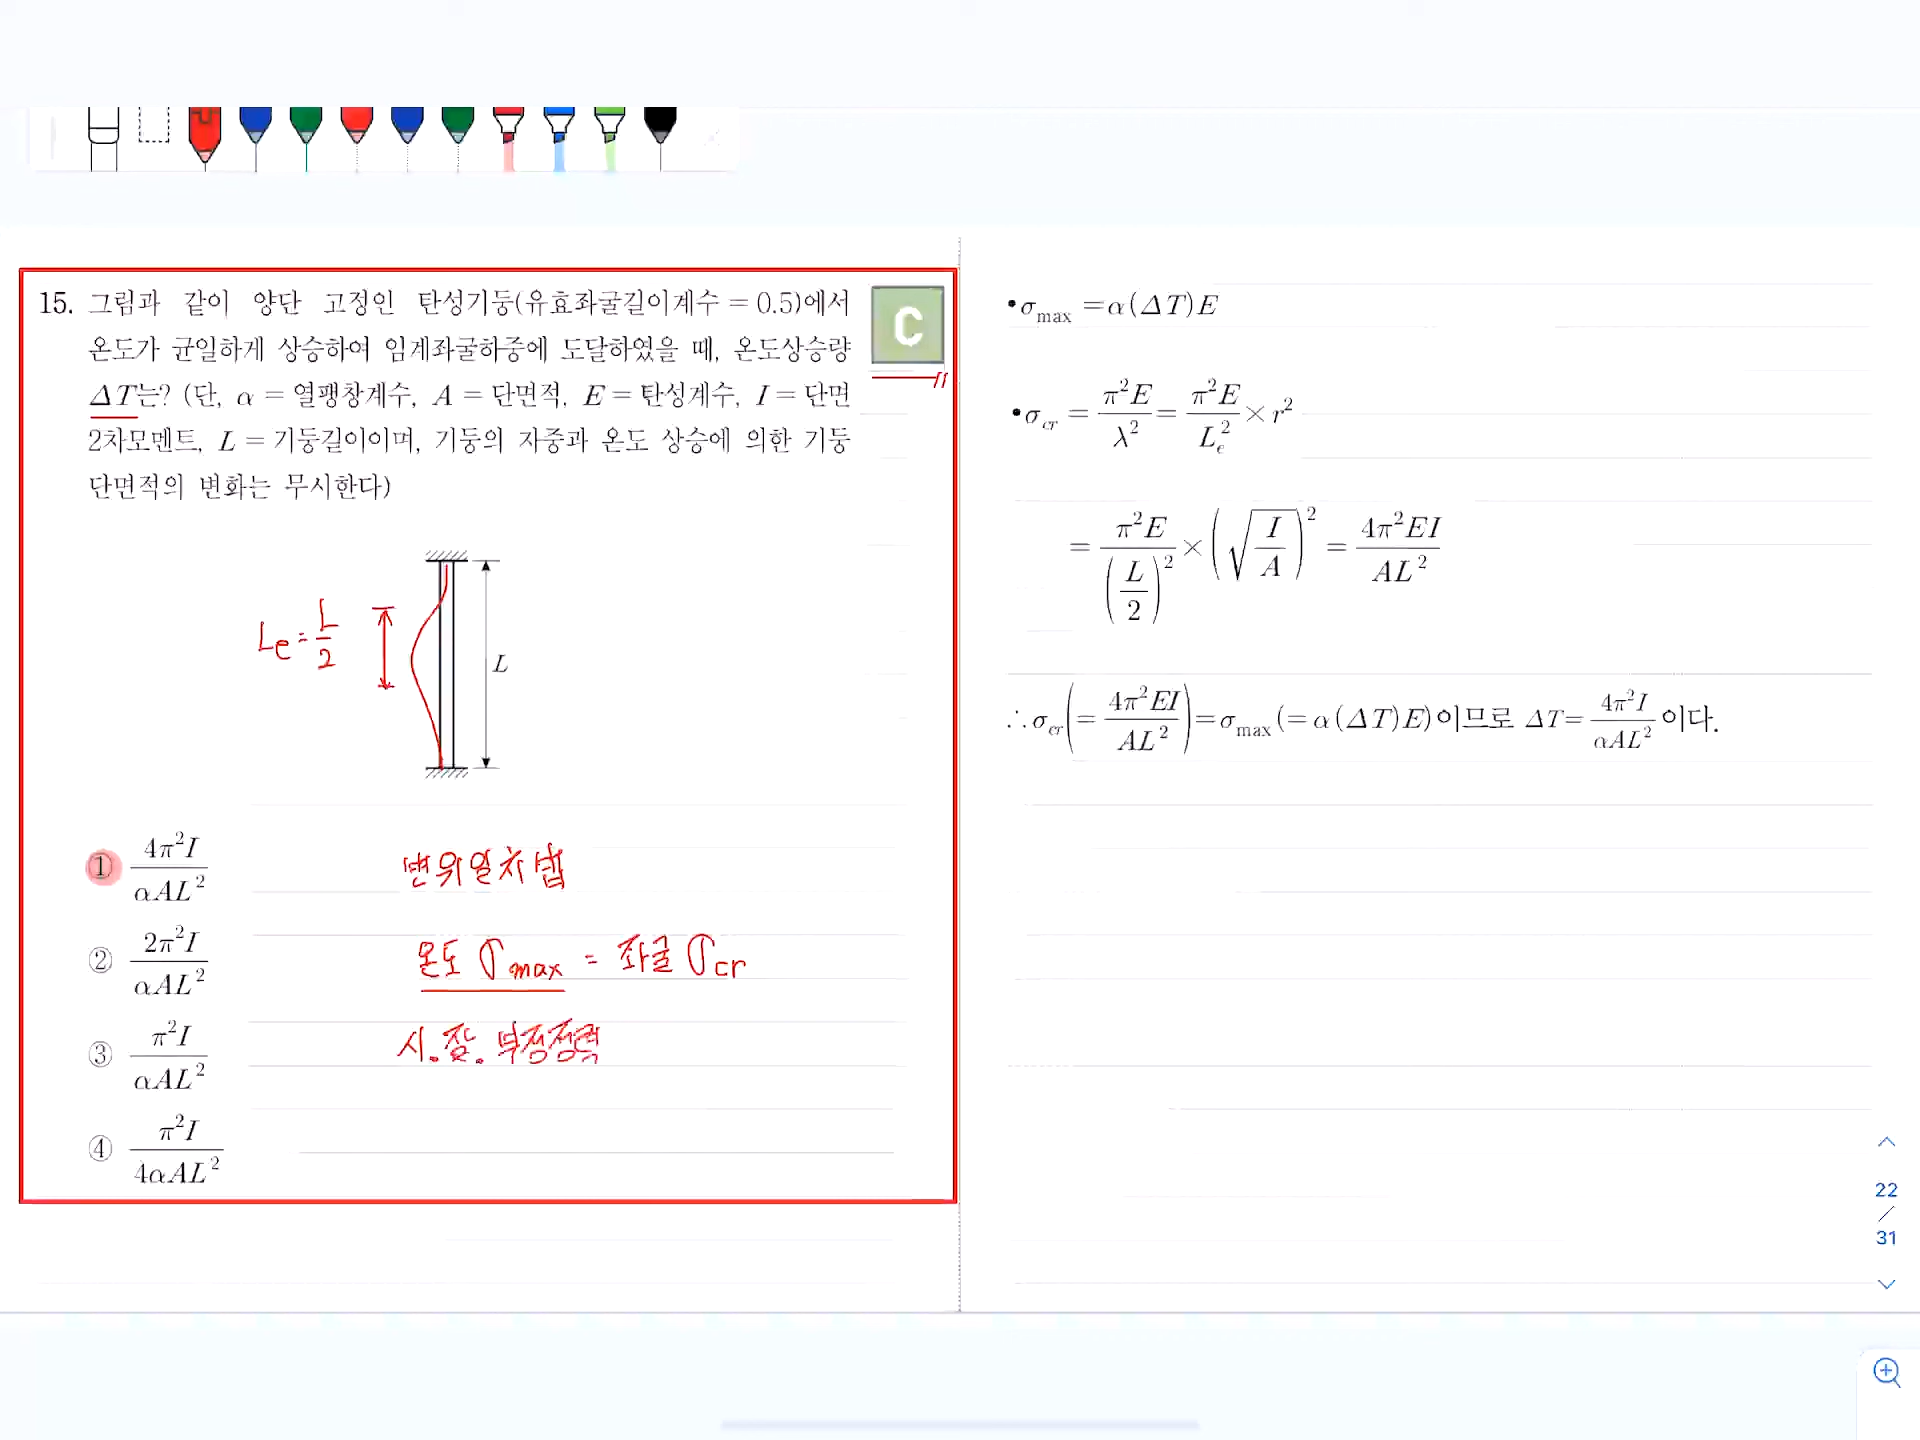 15. 그림과 같이 양단 고정인 탄성기둥(유효좌굴길이계수 = 0.5)에서
온도가 균일하게 상승하여 임계좌굴하중에 도달하였을 때, 온도상승량
ΔT는? (단, α = 열팽창계수, A = 단면적, E = 탄성계수, I = 단면
2차모멘트, L = 기둥길이이며, 기둥의 자중과 온도 상승에 의한 기둥
단면적의 변화는 무시한다)
C
Le = L/2
L
① 4π²I / αAL²
변위일치법
② 2π²I / αAL²
온도 σmax = 좌굴 σcr
③ π²I / αAL²
시.잘. 부정정력
④ π²I / 4αAL²
•σmax = α(ΔT)E
•σcr = π²E / λ² = π²E / Le² × r²
= π²E / (L/2)² × (√(I/A))² = 4π²EI / AL²
∴ σcr(= 4π²EI / AL²) = σmax(= α(ΔT)E)이므로 ΔT = 4π²I / αAL² 이다.
22
/
31